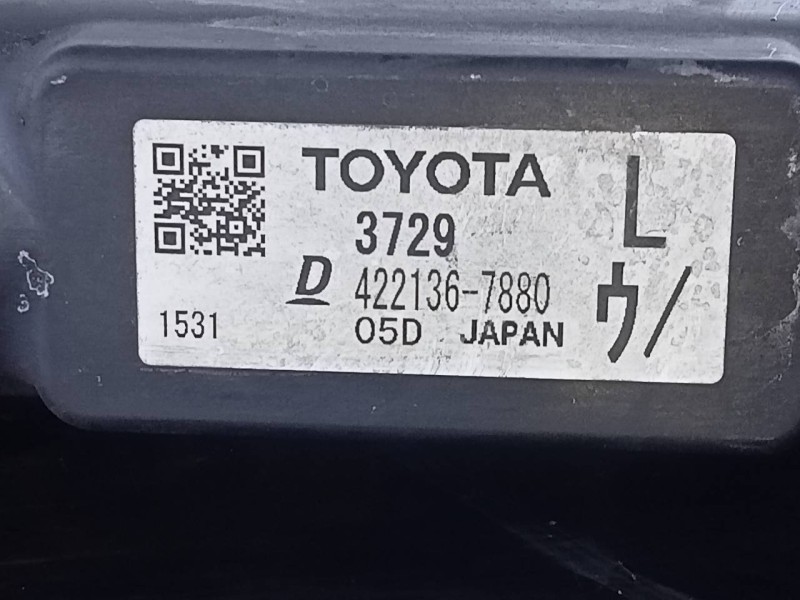 TOYOTA L
3729
D 422136-7880 ウ/
1531 05D JAPAN